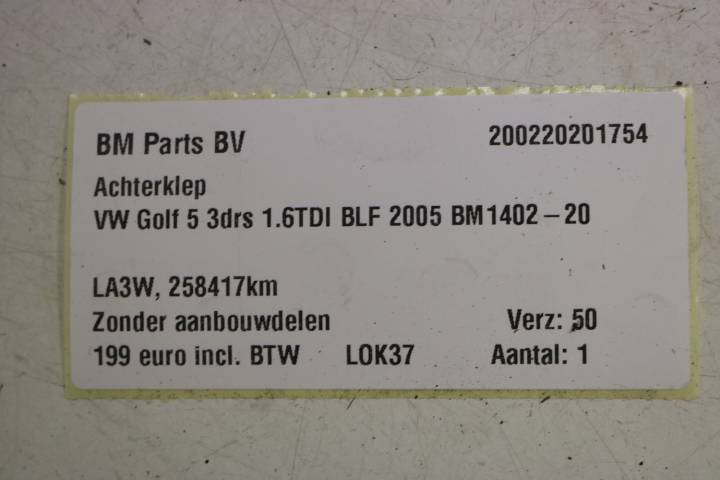 BM Parts BV 200220201754
Achterklep
VW Golf 5 3drs 1.6TDI BLF 2005 BM1402-20
LA3W, 258417km
Zonder aanbouwdelen Verz: 50
199 euro incl. BTW LOK37 Aantal: 1